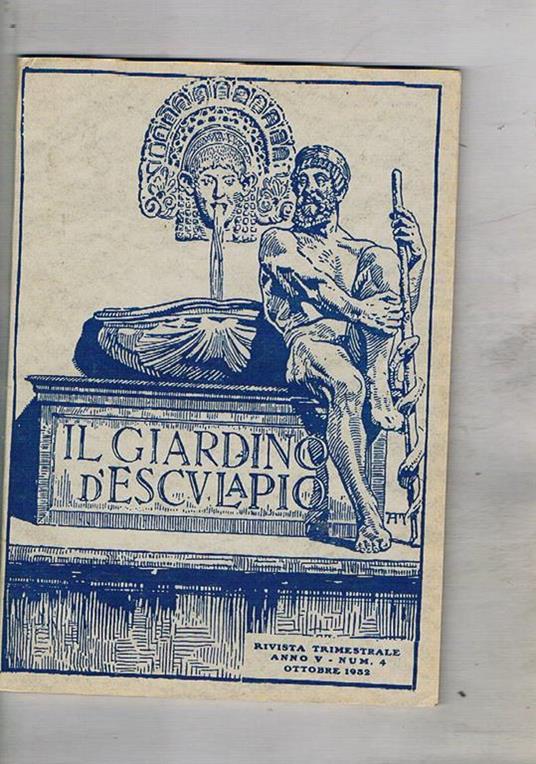 IL GIARDINO
D'ESCVLAPIO
RIVISTA TRIMESTRALE
ANNO V - NUM. 4
OTTOBRE 1932